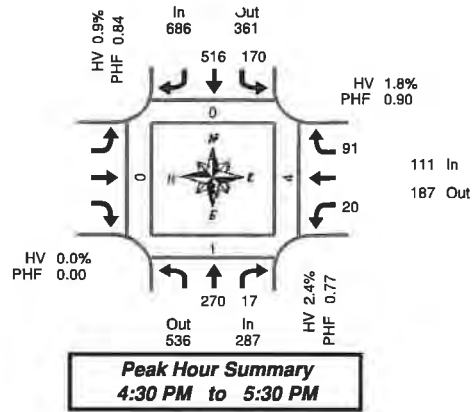 In Out
686 361
HV 0.9%
PHF 0.84
516 170
HV 1.8%
PHF 0.90
0
91
N
111 In
0
W E
4
187 Out
E
20
HV 0.0%
PHF 0.00
1
270 17
HV 2.4%
PHF 0.77
Out In
536 287
Peak Hour Summary
4:30 PM to 5:30 PM